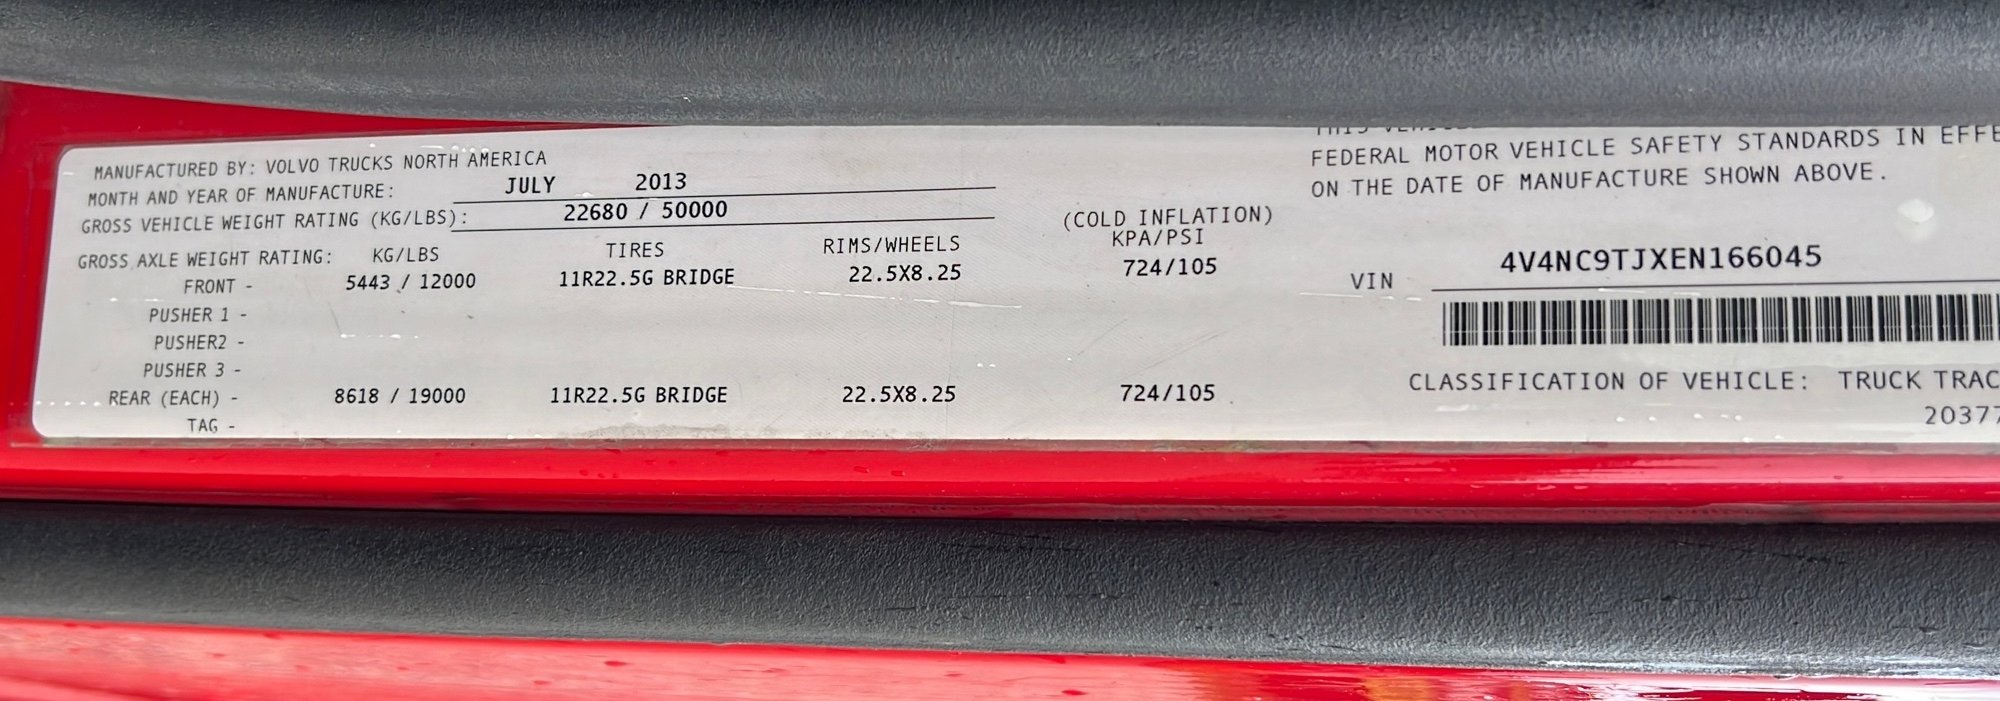 MANUFACTURED BY: VOLVO TRUCKS NORTH AMERICA
MONTH AND YEAR OF MANUFACTURE: JULY 2013
GROSS VEHICLE WEIGHT RATING (KG/LBS): 22680 / 50000
GROSS AXLE WEIGHT RATING: KG/LBS TIRES RIMS/WHEELS (COLD INFLATION) KPA/PSI
FRONT - 5443 / 12000 11R22.5G BRIDGE 22.5X8.25 724/105
PUSHER 1 -
PUSHER2 -
PUSHER 3 -
REAR (EACH) - 8618 / 19000 11R22.5G BRIDGE 22.5X8.25 724/105
TAG -
FEDERAL MOTOR VEHICLE SAFETY STANDARDS IN EFFE
ON THE DATE OF MANUFACTURE SHOWN ABOVE.
VIN 4V4NC9TJXEN166045
CLASSIFICATION OF VEHICLE: TRUCK TRAC
20377